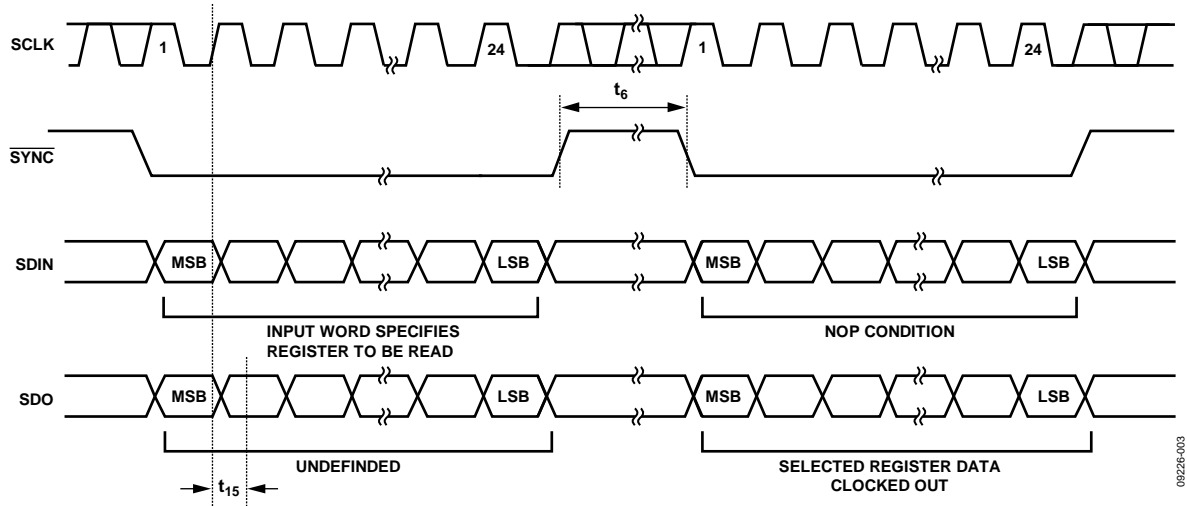 SCLK
1
24
1
24
t6
SYNC
SDIN
MSB
LSB
MSB
LSB
INPUT WORD SPECIFIES
REGISTER TO BE READ
NOP CONDITION
SDO
MSB
LSB
MSB
LSB
UNDEFINDED
SELECTED REGISTER DATA
CLOCKED OUT
t15
09226-003